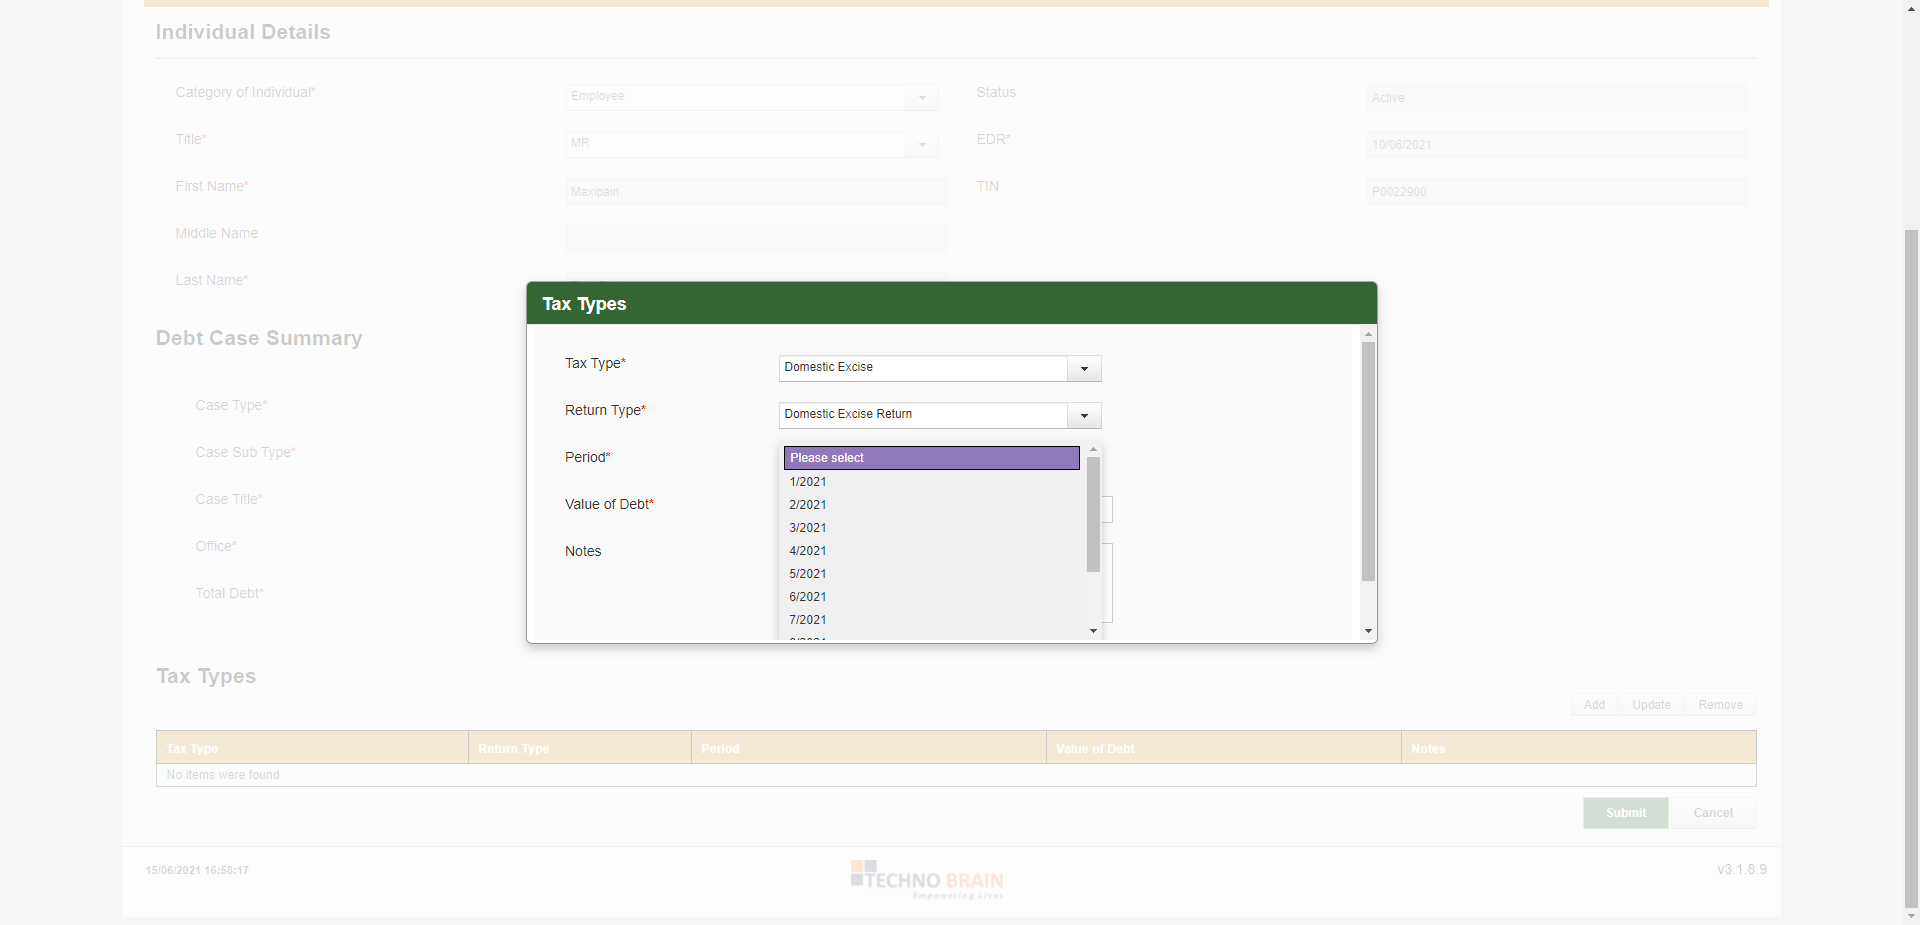 Individual Details
Category of Individual*
Employee
Status
Active
Title*
MR
EDR*
10/06/2021
First Name*
Maxipain
TIN
P0022900
Middle Name
Last Name*
Tax Types
Tax Type*
Domestic Excise
Return Type*
Domestic Excise Return
Period*
Please select
1/2021
2/2021
3/2021
4/2021
5/2021
6/2021
7/2021
Value of Debt*
Notes
Debt Case Summary
Case Type*
Case Sub Type*
Case Title*
Office*
Total Debt*
Tax Types
Add Update Remove
Tax Type Return Type Period Value of Debt Notes
No items were found
Submit Cancel
15/06/2021 16:58:17
TECHNO BRAIN
Empowering Lives
v3.1.8.9